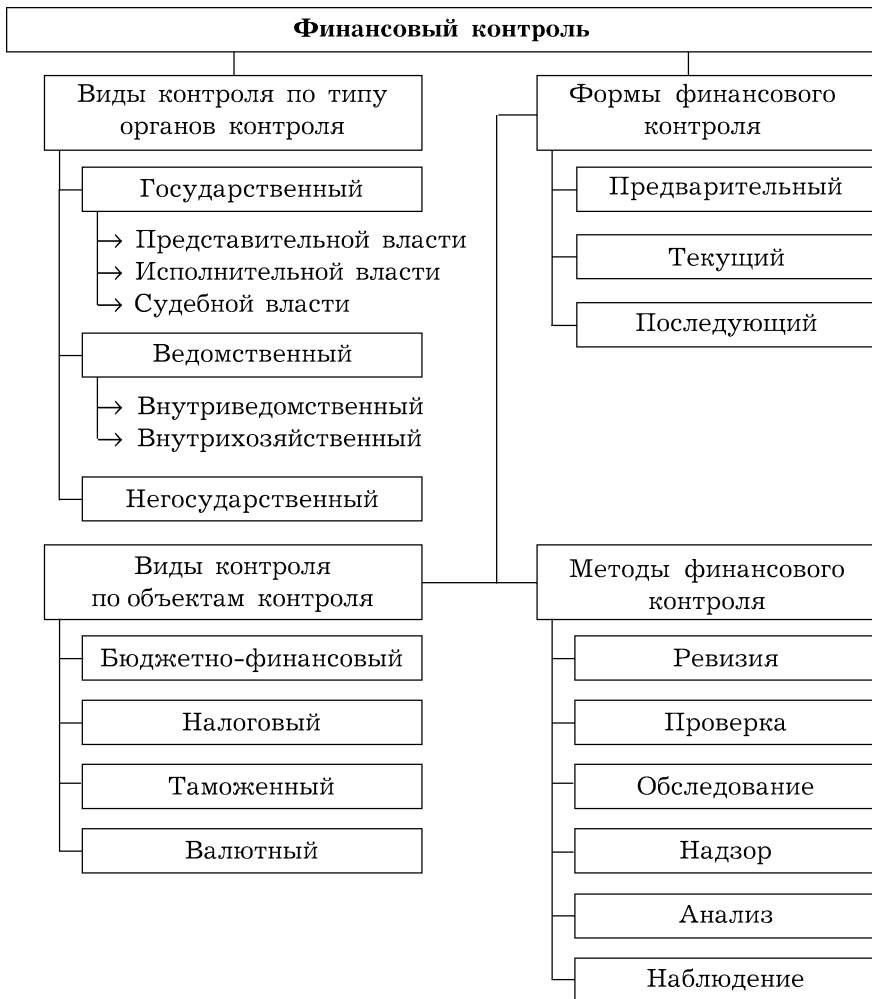 Финансовый контроль
Виды контроля по типу
органов контроля
Государственный
Представительной власти
Исполнительной власти
Судебной власти
Ведомственный
Внутриведомственный
Внутрихозяйственный
Негосударственный
Формы финансового
контроля
Предварительный
Текущий
Последующий
Виды контроля
по объектам контроля
Бюджетно-финансовый
Налоговый
Таможенный
Валютный
Методы финансового
контроля
Ревизия
Проверка
Обследование
Надзор
Анализ
Наблюдение